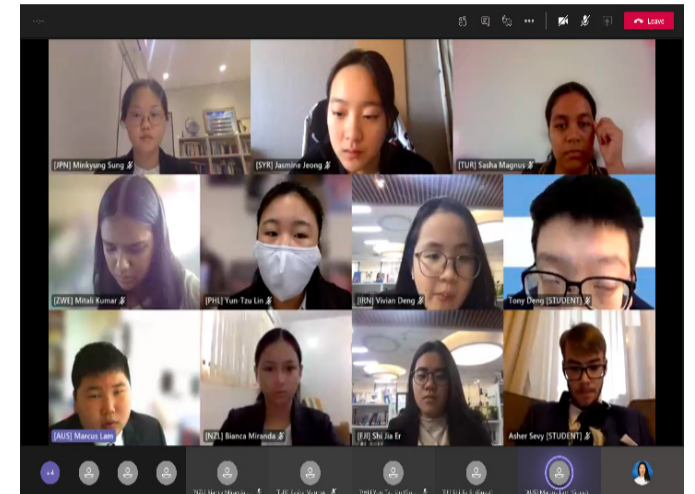 Leave
[JPN] Minkyung Sung
[SYR] Jasmine Jeong
[TUR] Sasha Magnus
[ZWE] Mitali Kumar
[PHL] Yun-Tzu Lin
[IRN] Vivian Deng
Tony Deng [STUDENT]
[AUS] Marcus Lam
[NZL] Bianca Miranda
[FJI] Shi Jia Er
Asher Sevy [STUDENT]
+4